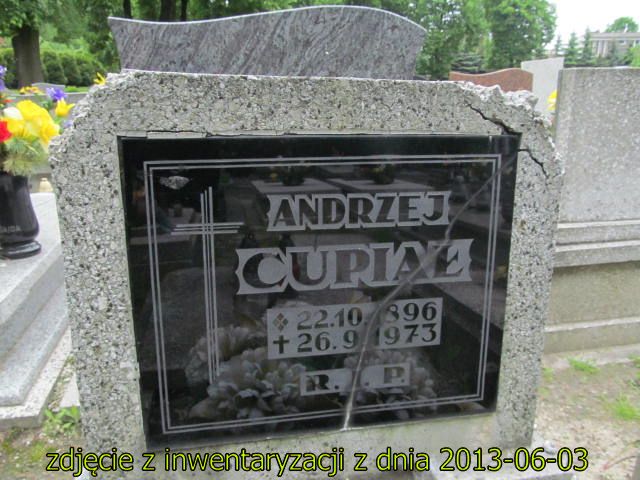 ANDRZEJ
CUPIAŁ
22.10.1896
26.9.1973
R. I. P.
zdjęcie z inwentaryzacji z dnia 2013-06-03